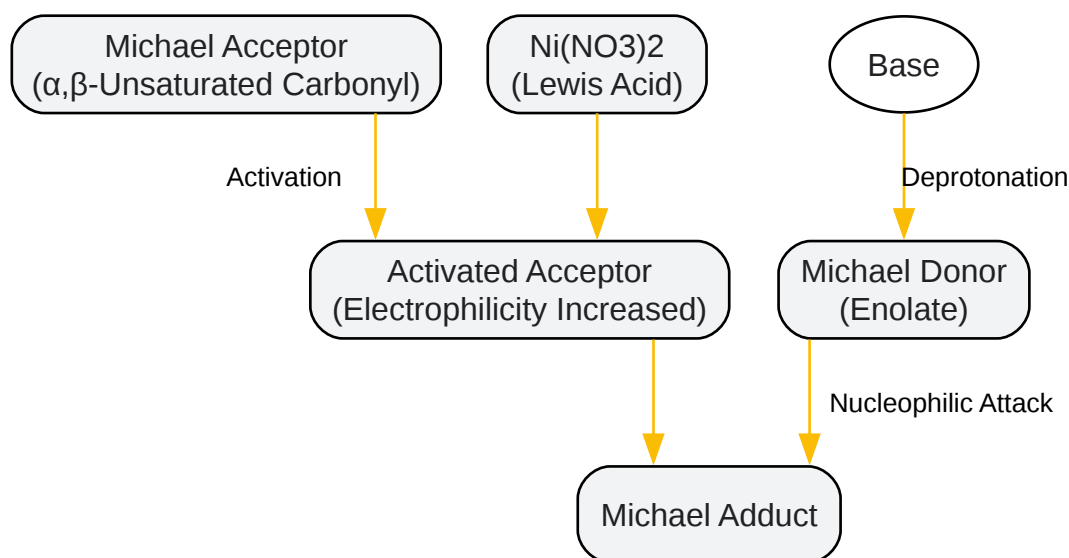 Michael Acceptor
(α,β-Unsaturated Carbonyl)
Ni(NO3)2
(Lewis Acid)
Base
Activation
Deprotonation
Activated Acceptor
(Electrophilicity Increased)
Michael Donor
(Enolate)
Nucleophilic Attack
Michael Adduct